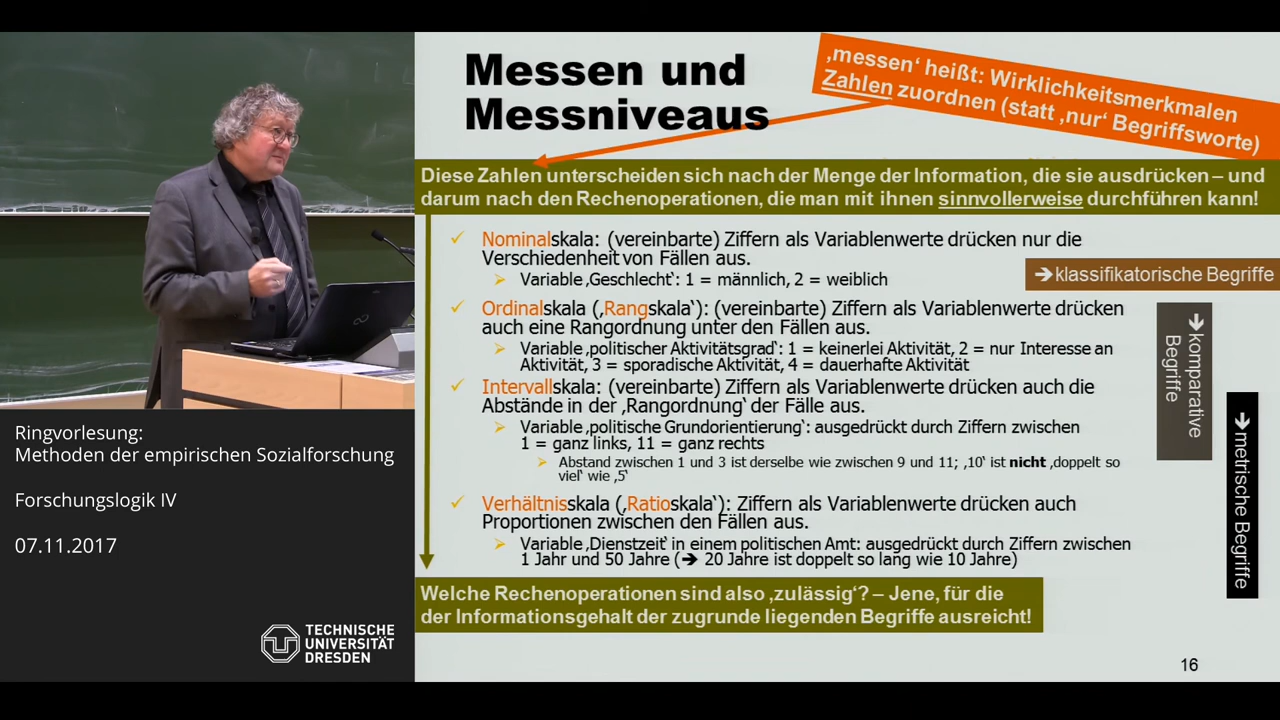 Messen und
Messniveaus
‚messen‘ heißt: Wirklichkeitsmerkmalen
Zahlen zuordnen (statt ‚nur‘ Begriffsworte)
Diese Zahlen unterscheiden sich nach der Menge der Information, die sie ausdrücken – und
darum nach den Rechenoperationen, die man mit ihnen sinnvollerweise durchführen kann!
✓ Nominalskala: (vereinbarte) Ziffern als Variablenwerte drücken nur die
Verschiedenheit von Fällen aus.
➢ Variable ‚Geschlecht‘: 1 = männlich, 2 = weiblich
➔klassifikatorische Begriffe
✓ Ordinalskala (‚Rangskala‘): (vereinbarte) Ziffern als Variablenwerte drücken
auch eine Rangordnung unter den Fällen aus.
➢ Variable ‚politischer Aktivitätsgrad‘: 1 = keinerlei Aktivität, 2 = nur Interesse an
Aktivität, 3 = sporadische Aktivität, 4 = dauerhafte Aktivität
➔komparative
Begriffe
✓ Intervallskala: (vereinbarte) Ziffern als Variablenwerte drücken auch die
Abstände in der ‚Rangordnung‘ der Fälle aus.
➢ Variable ‚politische Grundorientierung‘: ausgedrückt durch Ziffern zwischen
1 = ganz links, 11 = ganz rechts
➢ Abstand zwischen 1 und 3 ist derselbe wie zwischen 9 und 11; ‚10‘ ist nicht ‚doppelt so
viel‘ wie ‚5‘
➔metrische Begriffe
✓ Verhältnisskala (‚Ratioskala‘): Ziffern als Variablenwerte drücken auch
Proportionen zwischen den Fällen aus.
➢ Variable ‚Dienstzeit‘ in einem politischen Amt: ausgedrückt durch Ziffern zwischen
1 Jahr und 50 Jahre (➔ 20 Jahre ist doppelt so lang wie 10 Jahre)
Welche Rechenoperationen sind also ‚zulässig‘? – Jene, für die
der Informationsgehalt der zugrunde liegenden Begriffe ausreicht!
16
Ringvorlesung:
Methoden der empirischen Sozialforschung
Forschungslogik IV
07.11.2017
TECHNISCHE
UNIVERSITÄT
DRESDEN